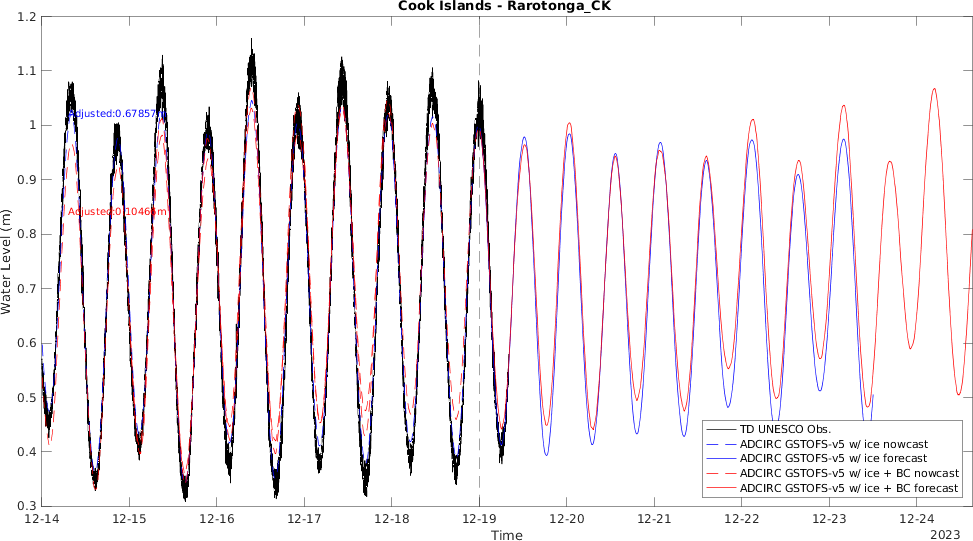 Cook Islands - Rarotonga_CK
Water Level (m)
1.2
1.1
1
0.9
0.8
0.7
0.6
0.5
0.4
0.3
Adjusted:0.67857m
Adjusted:0.10464m
TD UNESCO Obs.
ADCIRC GSTOFS-v5 w/ ice nowcast
ADCIRC GSTOFS-v5 w/ ice forecast
ADCIRC GSTOFS-v5 w/ ice + BC nowcast
ADCIRC GSTOFS-v5 w/ ice + BC forecast
12-14 12-15 12-16 12-17 12-18 12-19 12-20 12-21 12-22 12-23 12-24
Time
2023